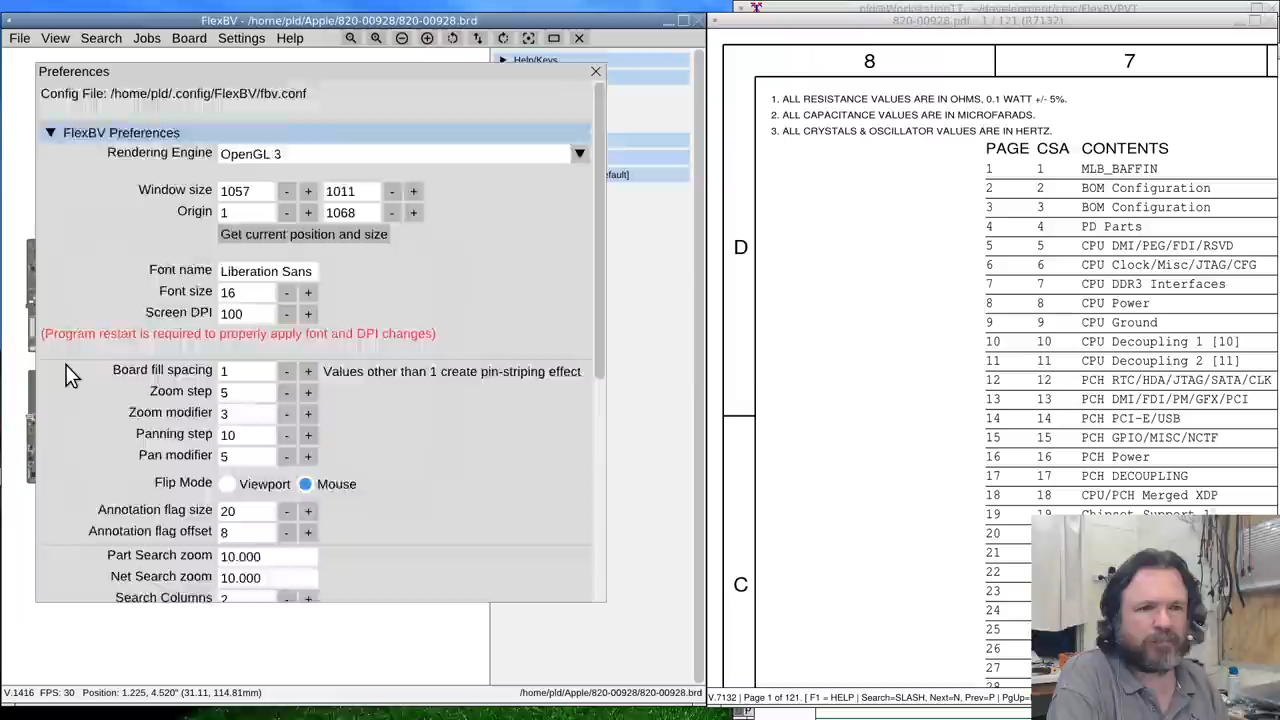 FlexBV - /home/pld/Apple/820-00928/820-00928.brd
File View Search Jobs Board Settings Help
Help/Keys
Preferences
Config File: /home/pld/.config/FlexBV/fbv.conf
FlexBV Preferences
Rendering Engine OpenGL 3
Window size 1057 - + 1011 - +
Origin 1 - + 1068 - +
Get current position and size
Font name Liberation Sans
Font size 16 - +
Screen DPI 100 - +
(Program restart is required to properly apply font and DPI changes)
Board fill spacing 1 - + Values other than 1 create pin-striping effect
Zoom step 5 - +
Zoom modifier 3 - +
Panning step 10 - +
Pan modifier 5 - +
Flip Mode Viewport Mouse
Annotation flag size 20 - +
Annotation flag offset 8 - +
Part Search zoom 10.000
Net Search zoom 10.000
Search Columns 2 - +
V.1416 FPS: 30 Position: 1.225, 4.520" (31.11, 114.81mm)
/home/pld/Apple/820-00928/820-00928.brd
820-00928.pdf 1 / 121 (R7132)
8 7
1. ALL RESISTANCE VALUES ARE IN OHMS, 0.1 WATT +/- 5%.
2. ALL CAPACITANCE VALUES ARE IN MICROFARADS.
3. ALL CRYSTALS & OSCILLATOR VALUES ARE IN HERTZ.
PAGE CSA CONTENTS
1 1 MLB_BAFFIN
2 2 BOM Configuration
3 3 BOM Configuration
4 4 PD Parts
5 5 CPU DMI/PEG/FDI/RSVD
6 6 CPU Clock/Misc/JTAG/CFG
7 7 CPU DDR3 Interfaces
8 8 CPU Power
9 9 CPU Ground
10 10 CPU Decoupling 1 [10]
11 11 CPU Decoupling 2 [11]
12 12 PCH RTC/HDA/JTAG/SATA/CLK
13 13 PCH DMI/FDI/PM/GFX/PCI
14 14 PCH PCI-E/USB
15 15 PCH GPIO/MISC/NCTF
16 16 PCH Power
17 17 PCH DECOUPLING
18 18 CPU/PCH Merged XDP
19 19 Chipset Support 1
20
21
22
23
24
25
26
27
28
D
C
V.7132 | Page 1 of 121. [ F1 = HELP | Search=SLASH, Next=N, Prev=P | PgUp=